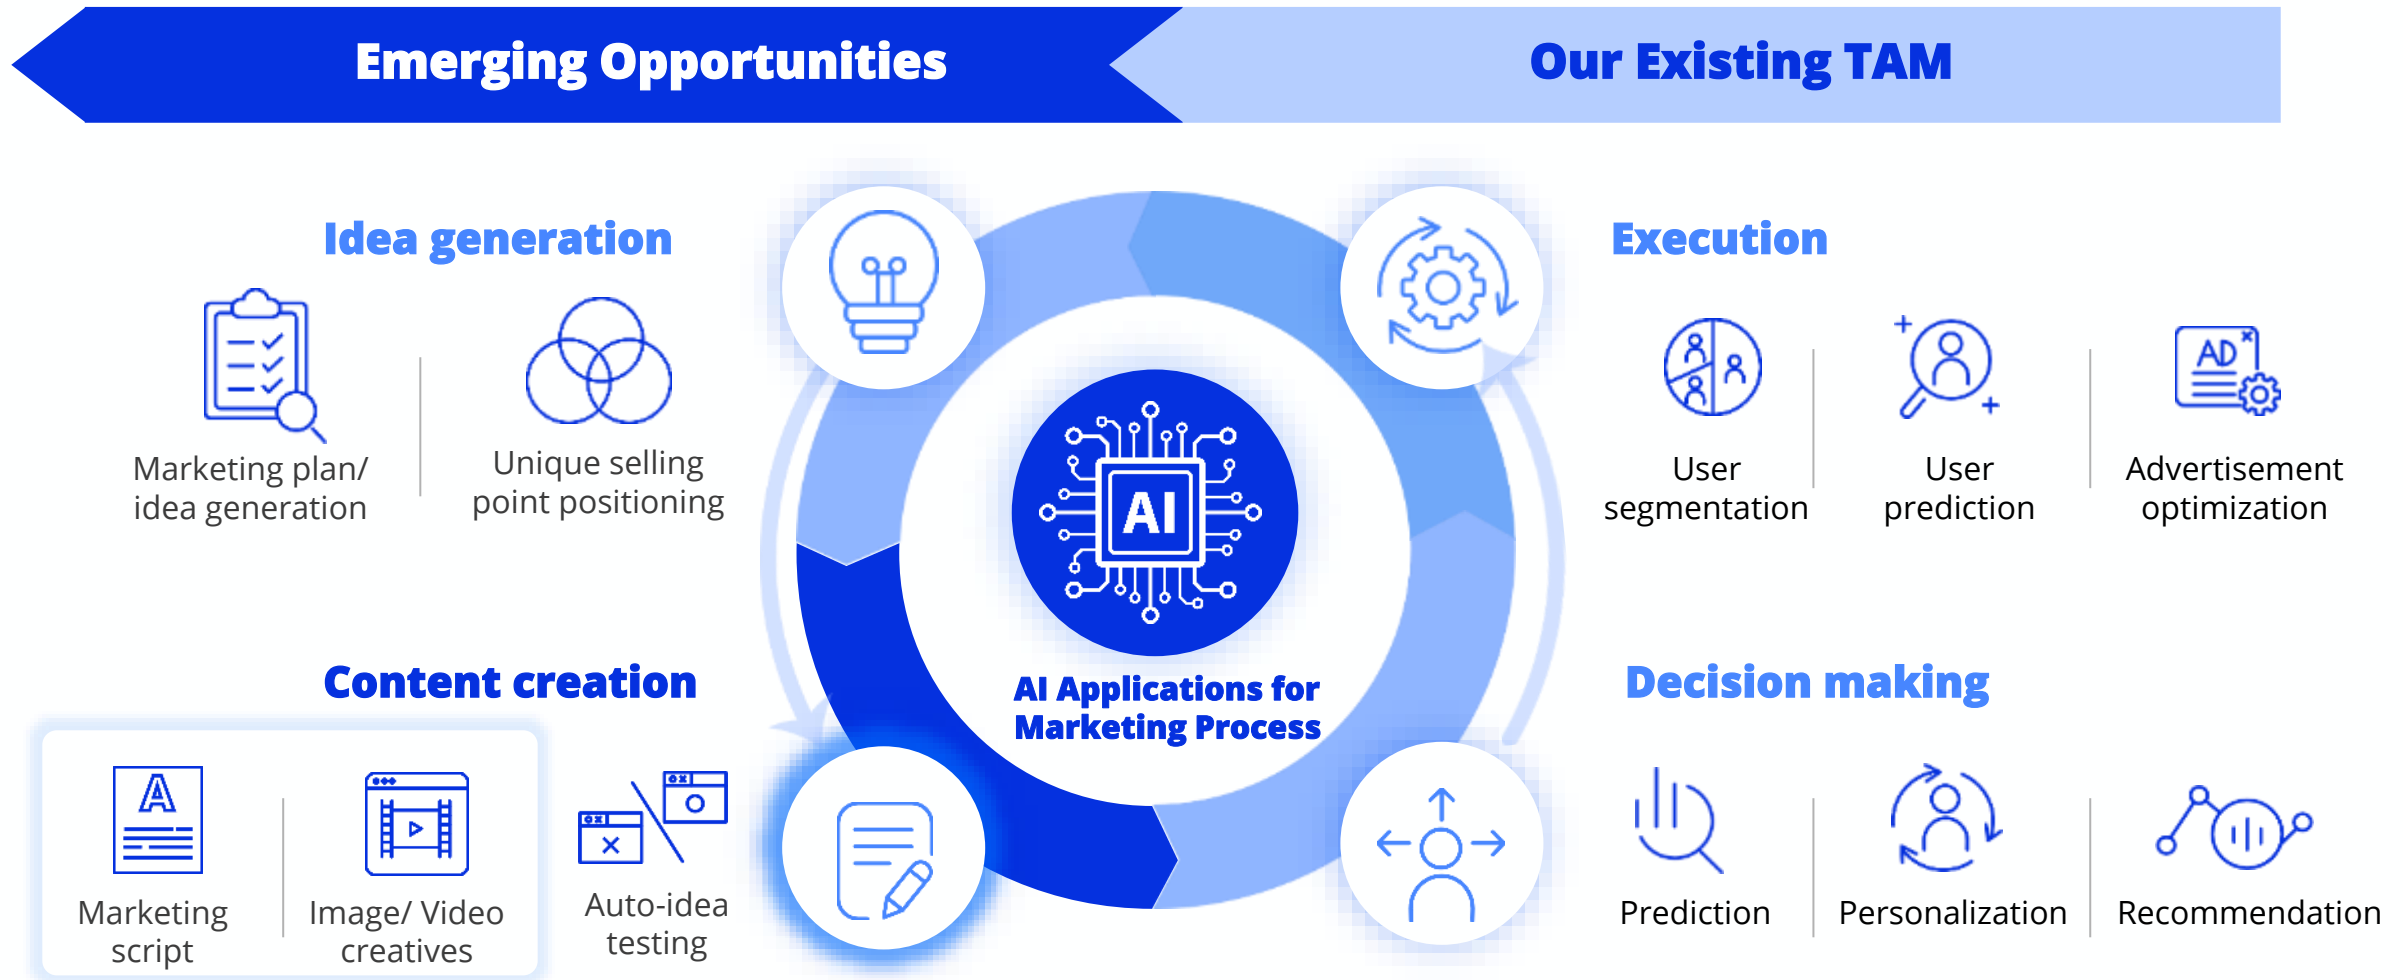 Emerging Opportunities
Our Existing TAM
Idea generation
Marketing plan/
idea generation
Unique selling
point positioning
Execution
User
segmentation
User
prediction
AD
Advertisement
optimization
AI
AI Applications for
Marketing Process
Content creation
A
Marketing
script
Image/ Video
creatives
Auto-idea
testing
Decision making
Prediction
Personalization
Recommendation